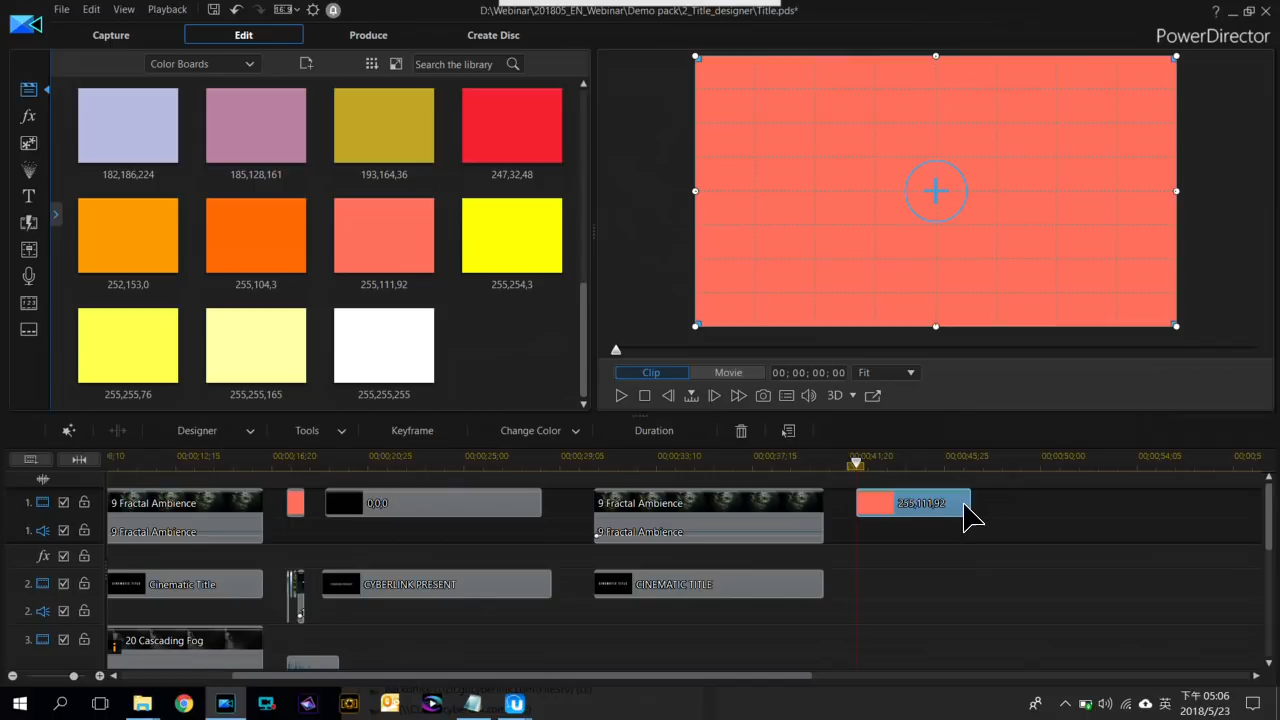 File Edit View Playback 16:9 D:\Webinar\201805_EN_Webinar\Demo pack\2_Title_designer\Title.pds* ?
Capture Edit Produce Create Disc PowerDirector
Color Boards Search the library
182,186,224 185,128,161 193,164,36 247,32,48
252,153,0 255,104,3 255,111,92 255,254,3
255,255,76 255,255,165 255,255,255
Clip Movie 00; 00; 00; 00 Fit
3D
Designer Tools Keyframe Change Color Duration
00;00;12;15 00;00;16;20 00;00;20;25 00;00;25;00 00;00;29;05 00;00;33;10 00;00;37;15 00;00;41;20 00;00;45;25 00;00;50;00 00;00;54;05
1. 9 Fractal Ambience 0,0,0 9 Fractal Ambience 255,111,92
1. 9 Fractal Ambience 9 Fractal Ambience
fx
2. Cinematic Title CYBERLINK PRESENT CINEMATIC TITLE
2.
3. 20 Cascading Fog
英 下午 05:06
2018/5/23